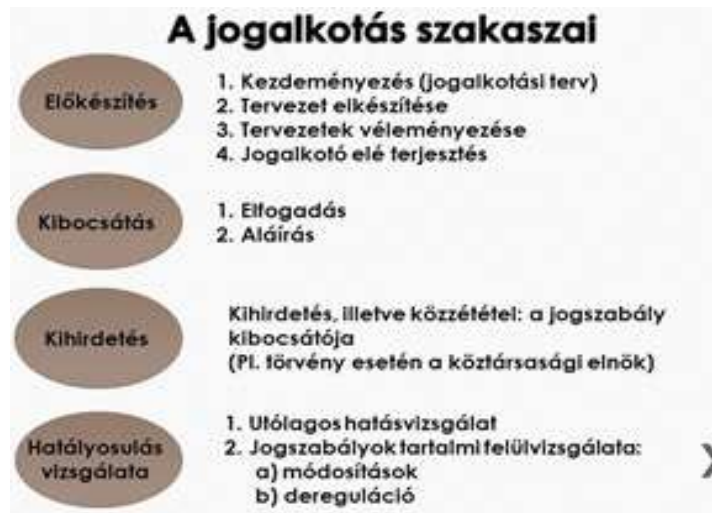 A jogalkotás szakaszai
Előkészítés
1. Kezdeményezés (jogalkotási terv)
2. Tervezet elkészítése
3. Tervezetek véleményezése
4. Jogalkotó elé terjesztés
Kibocsátás
1. Elfogadás
2. Aláírás
Kihirdetés
Kihirdetés, illetve közzététel: a jogszabály
kibocsátója
(Pl. törvény esetén a köztársasági elnök)
Hatályosulás
vizsgálata
1. Utólagos hatásvizsgálat
2. Jogszabályok tartalmi felülvizsgálata:
a) módosítások
b) dereguláció